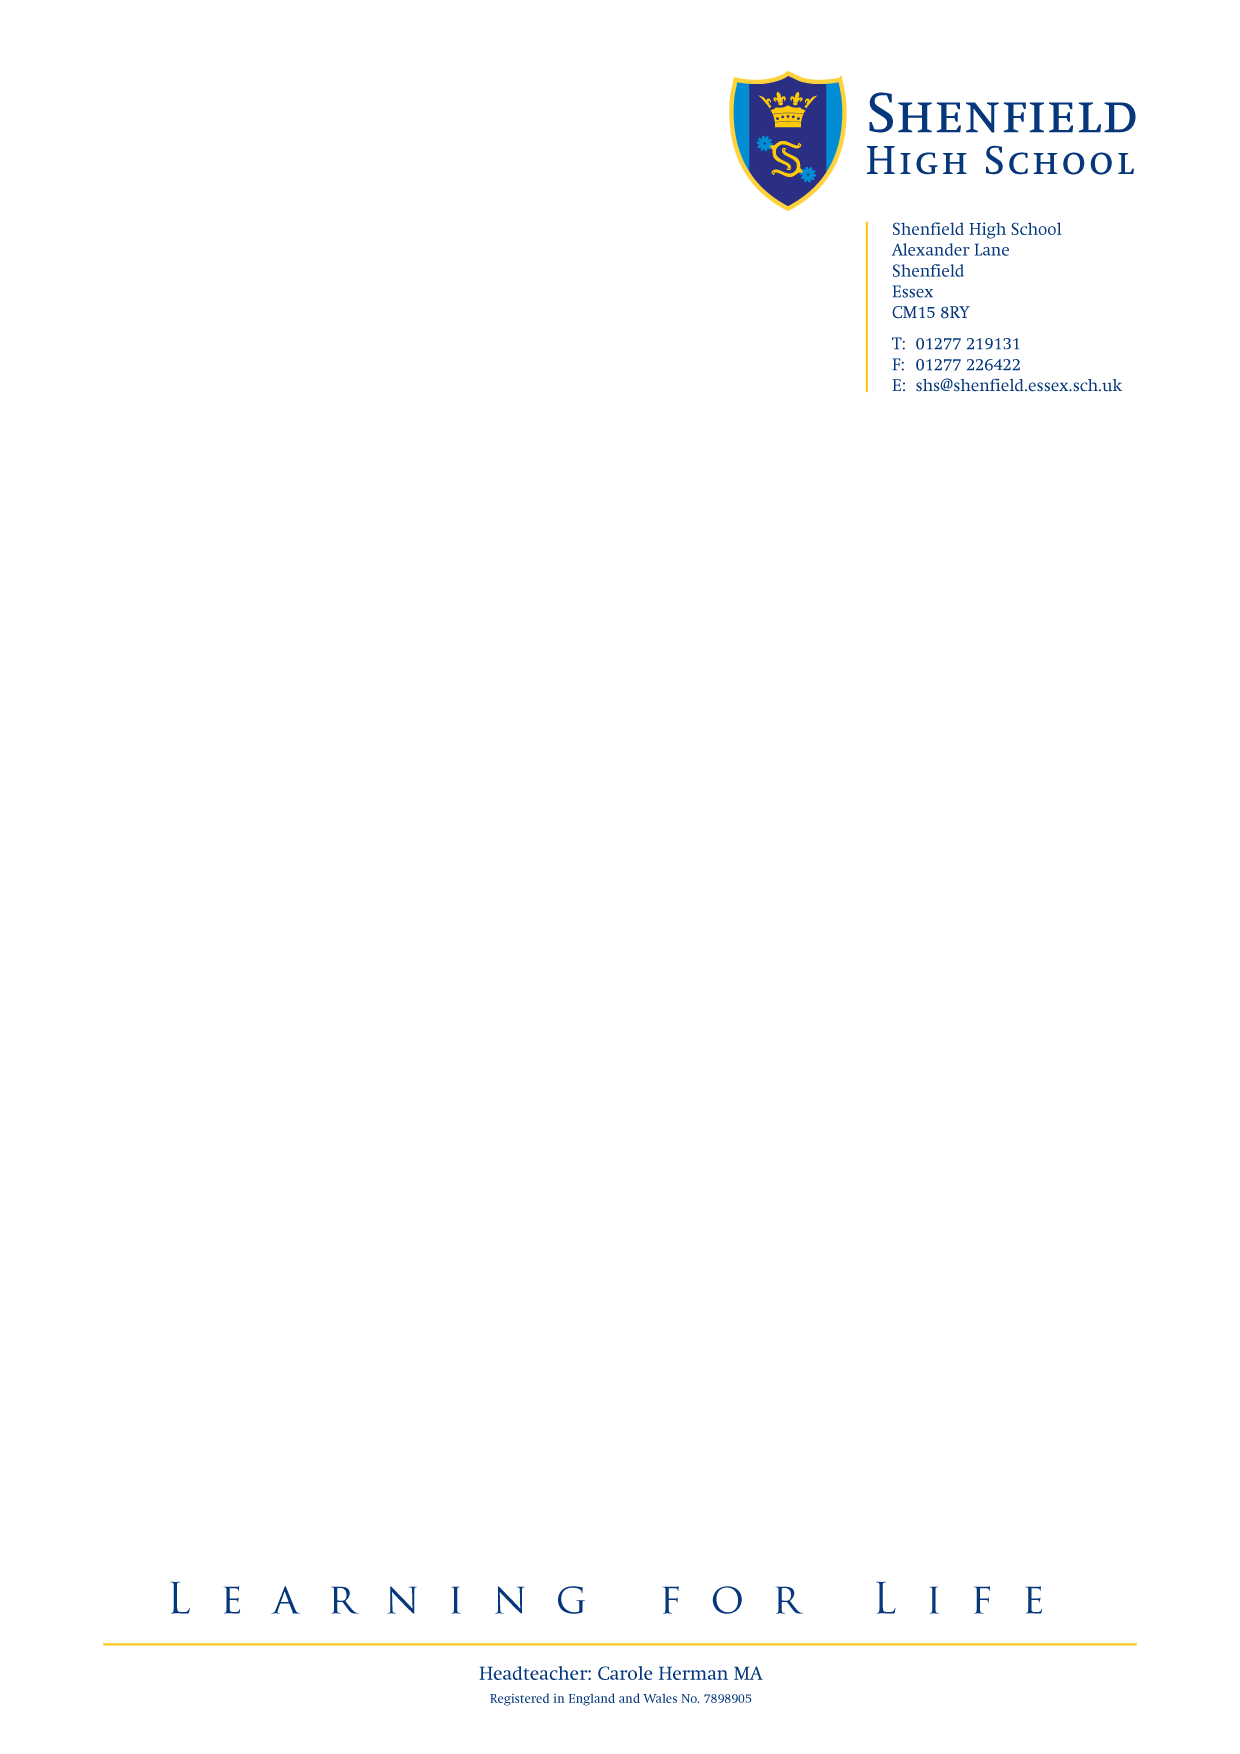 SHENFIELD
HIGH SCHOOL
Shenfield High School
Alexander Lane
Shenfield
Essex
CM15 8RY
T: 01277 219131
F: 01277 226422
E: shs@shenfield.essex.sch.uk
LEARNING FOR LIFE
Headteacher: Carole Herman MA
Registered in England and Wales No. 7898905